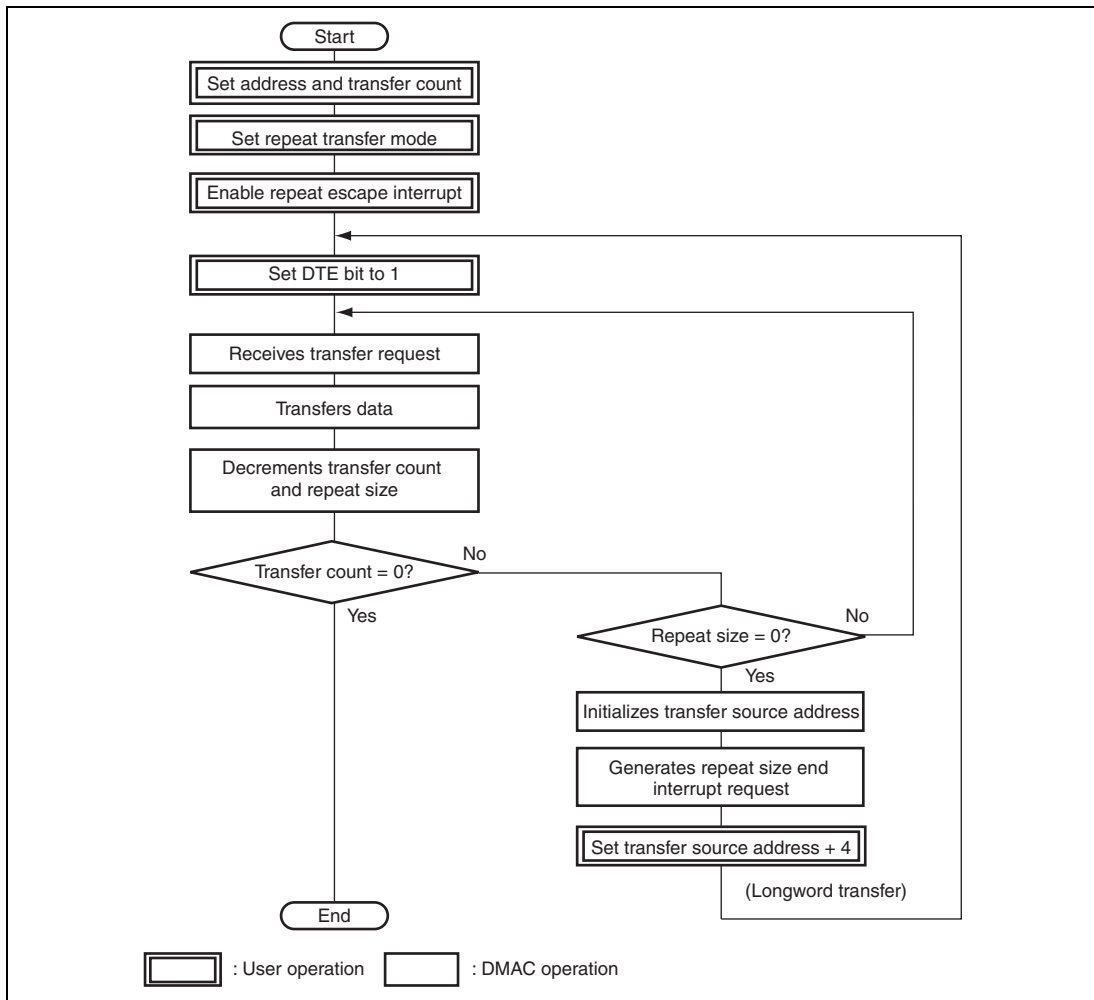 Start
Set address and transfer count
Set repeat transfer mode
Enable repeat escape interrupt
Set DTE bit to 1
Receives transfer request
Transfers data
Decrements transfer count
and repeat size
Transfer count = 0?
No
Yes
Repeat size = 0?
No
Yes
Initializes transfer source address
Generates repeat size end
interrupt request
Set transfer source address + 4
(Longword transfer)
End
: User operation
: DMAC operation